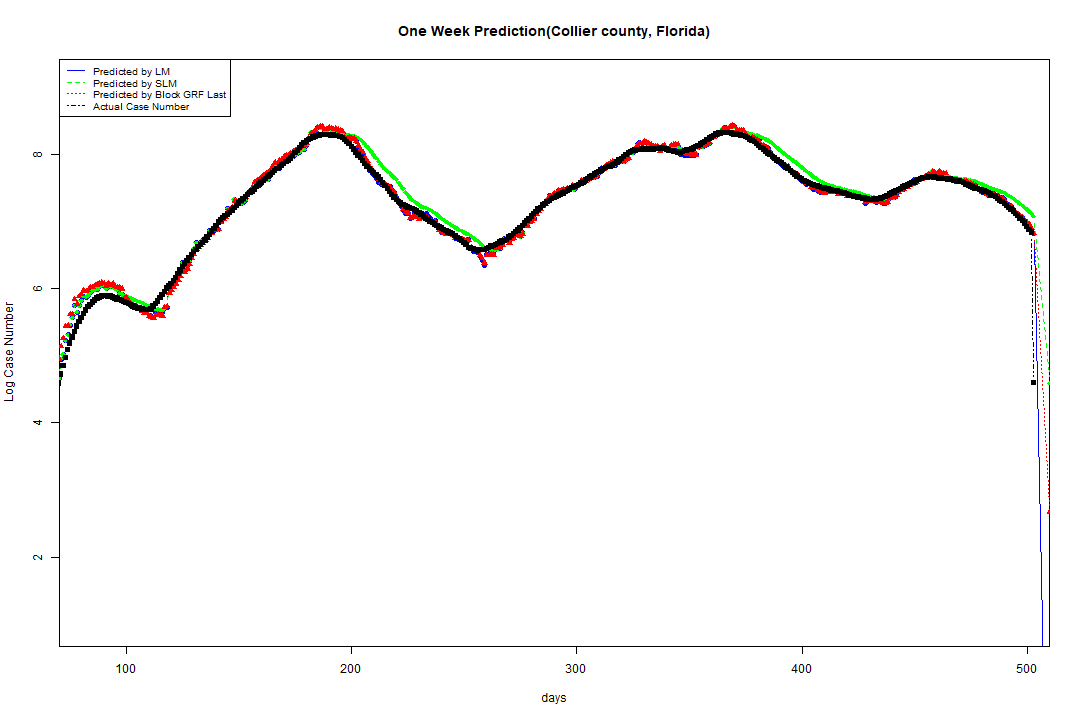 One Week Prediction(Collier county, Florida)
Predicted by LM
Predicted by SLM
Predicted by Block GRF Last
Actual Case Number
8
6
4
2
Log Case Number
100 200 300 400 500
days